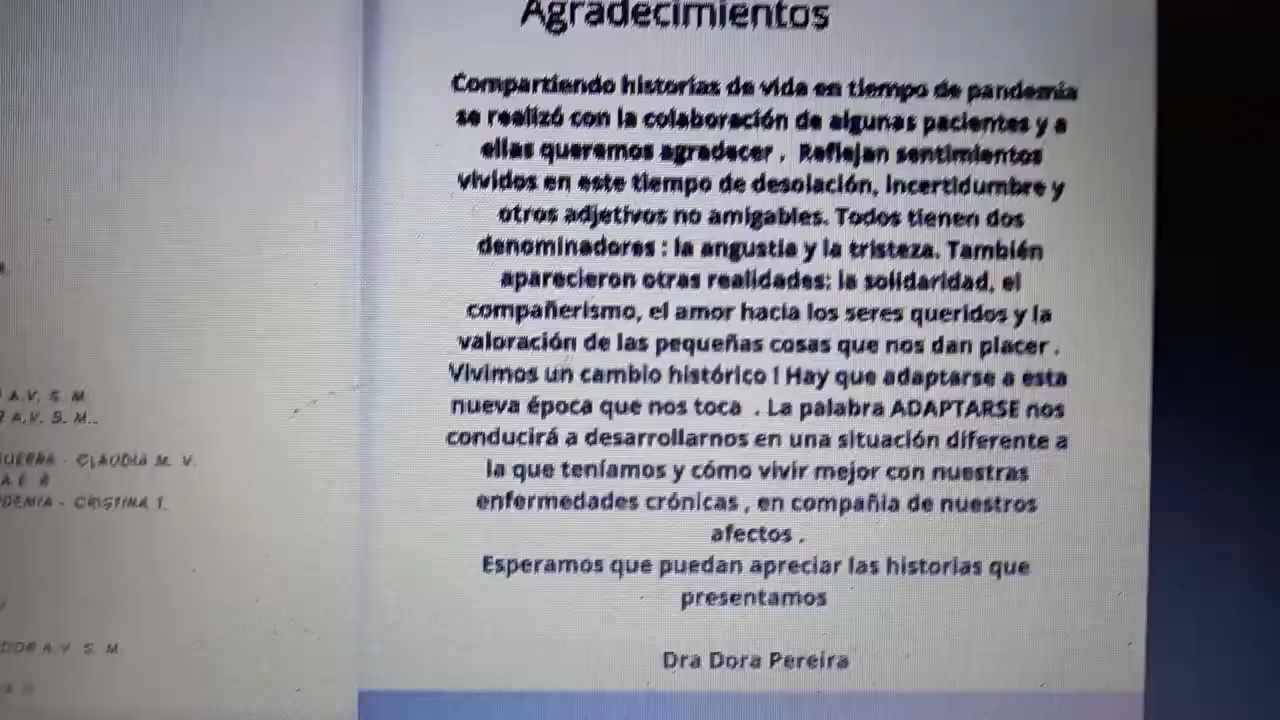 Agradecimientos
Compartiendo historias de vida en tiempo de pandemia
se realizó con la colaboración de algunas pacientes y a
ellas queremos agradecer . Reflejan sentimientos
vividos en este tiempo de desolación, incertidumbre y
otros adjetivos no amigables. Todos tienen dos
denominadores : la angustia y la tristeza. También
aparecieron otras realidades: la solidaridad, el
compañerismo, el amor hacia los seres queridos y la
valoración de las pequeñas cosas que nos dan placer .
Vivimos un cambio histórico ! Hay que adaptarse a esta
nueva época que nos toca . La palabra ADAPTARSE nos
conducirá a desarrollarnos en una situación diferente a
la que teníamos y cómo vivir mejor con nuestras
enfermedades crónicas , en compañia de nuestros
afectos .
Esperamos que puedan apreciar las historias que
presentamos
Dra Dora Pereira
A.V. S. M.
A.V. S. M..
- CLAUDIA M. V.
- CRISTINA T.
A.V. S. M.